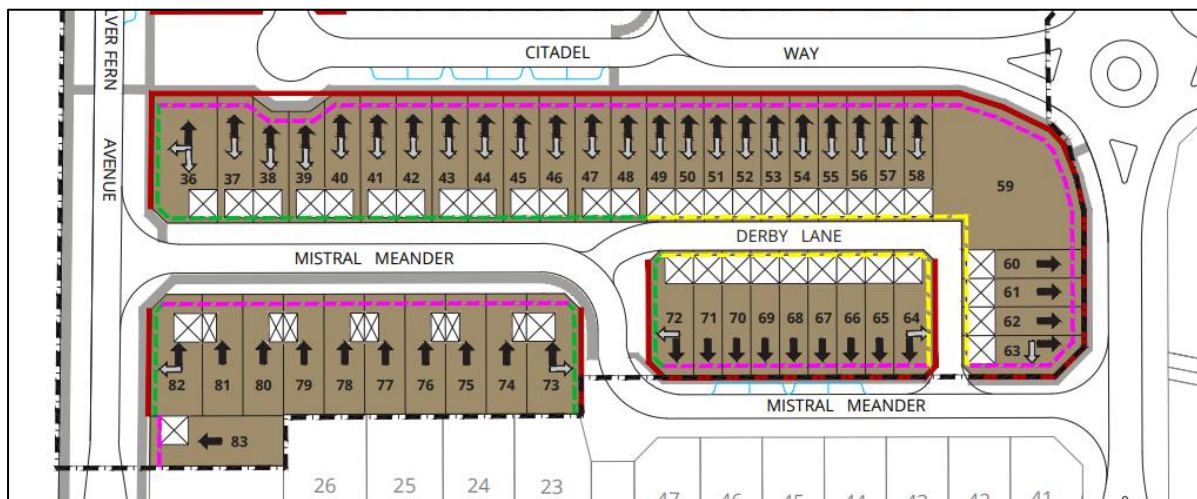 CITADEL WAY
LVER FERN
AVENUE
36 37 38 39 40 41 42 43 44 45 46 47 48 49 50 51 52 53 54 55 56 57 58
59
DERBY LANE
MISTRAL MEANDER
60
61
62
63
72 71 70 69 68 67 66 65 64
82 81 80 79 78 77 76 75 74 73
MISTRAL MEANDER
83
26 25 24 23
47 46 45 44 43 42 41